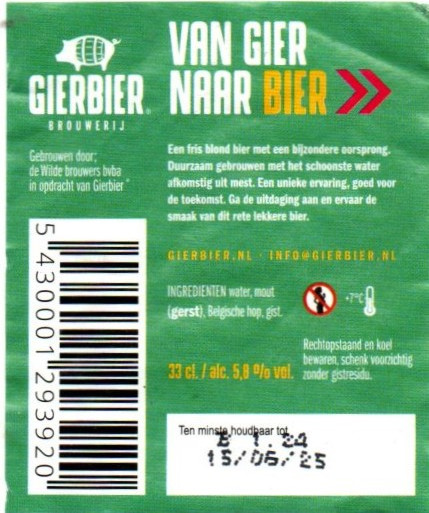 VAN GIER
NAAR BIER
GIERBIER®
BROUWERIJ
Gebrouwen door;
de Wilde brouwers bvba
in opdracht van Gierbier
Een fris blond bier met een bijzondere oorsprong.
Duurzaam gebrouwen met het schoonste water
afkomstig uit mest. Een unieke ervaring, goed voor
de toekomst. Ga de uitdaging aan en ervaar de
smaak van dit rete lekkere bier.
GIERBIER.NL · INFO@GIERBIER.NL
INGREDIENTEN water, mout
(gerst), Belgische hop, gist.
+7°C
33 cl. / alc. 5,8 % vol.
Rechtopstaand en koel
bewaren, schenk voorzichtig
zonder gistresidu.
Ten minste houdbaar tot
B 1.24
15/06/25
5 430001 293920